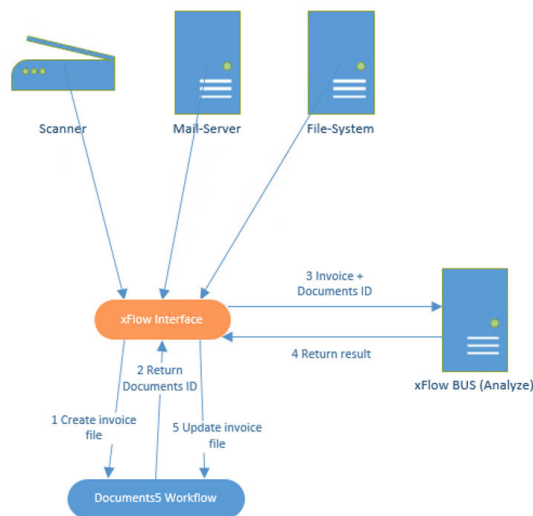 Scanner
Mail-Server
File-System
3 Invoice +
Documents ID
xFlow Interface
4 Return result
2 Return
Documents ID
xFlow BUS (Analyze)
1 Create invoice
file
5 Update invoice
file
Documents5 Workflow